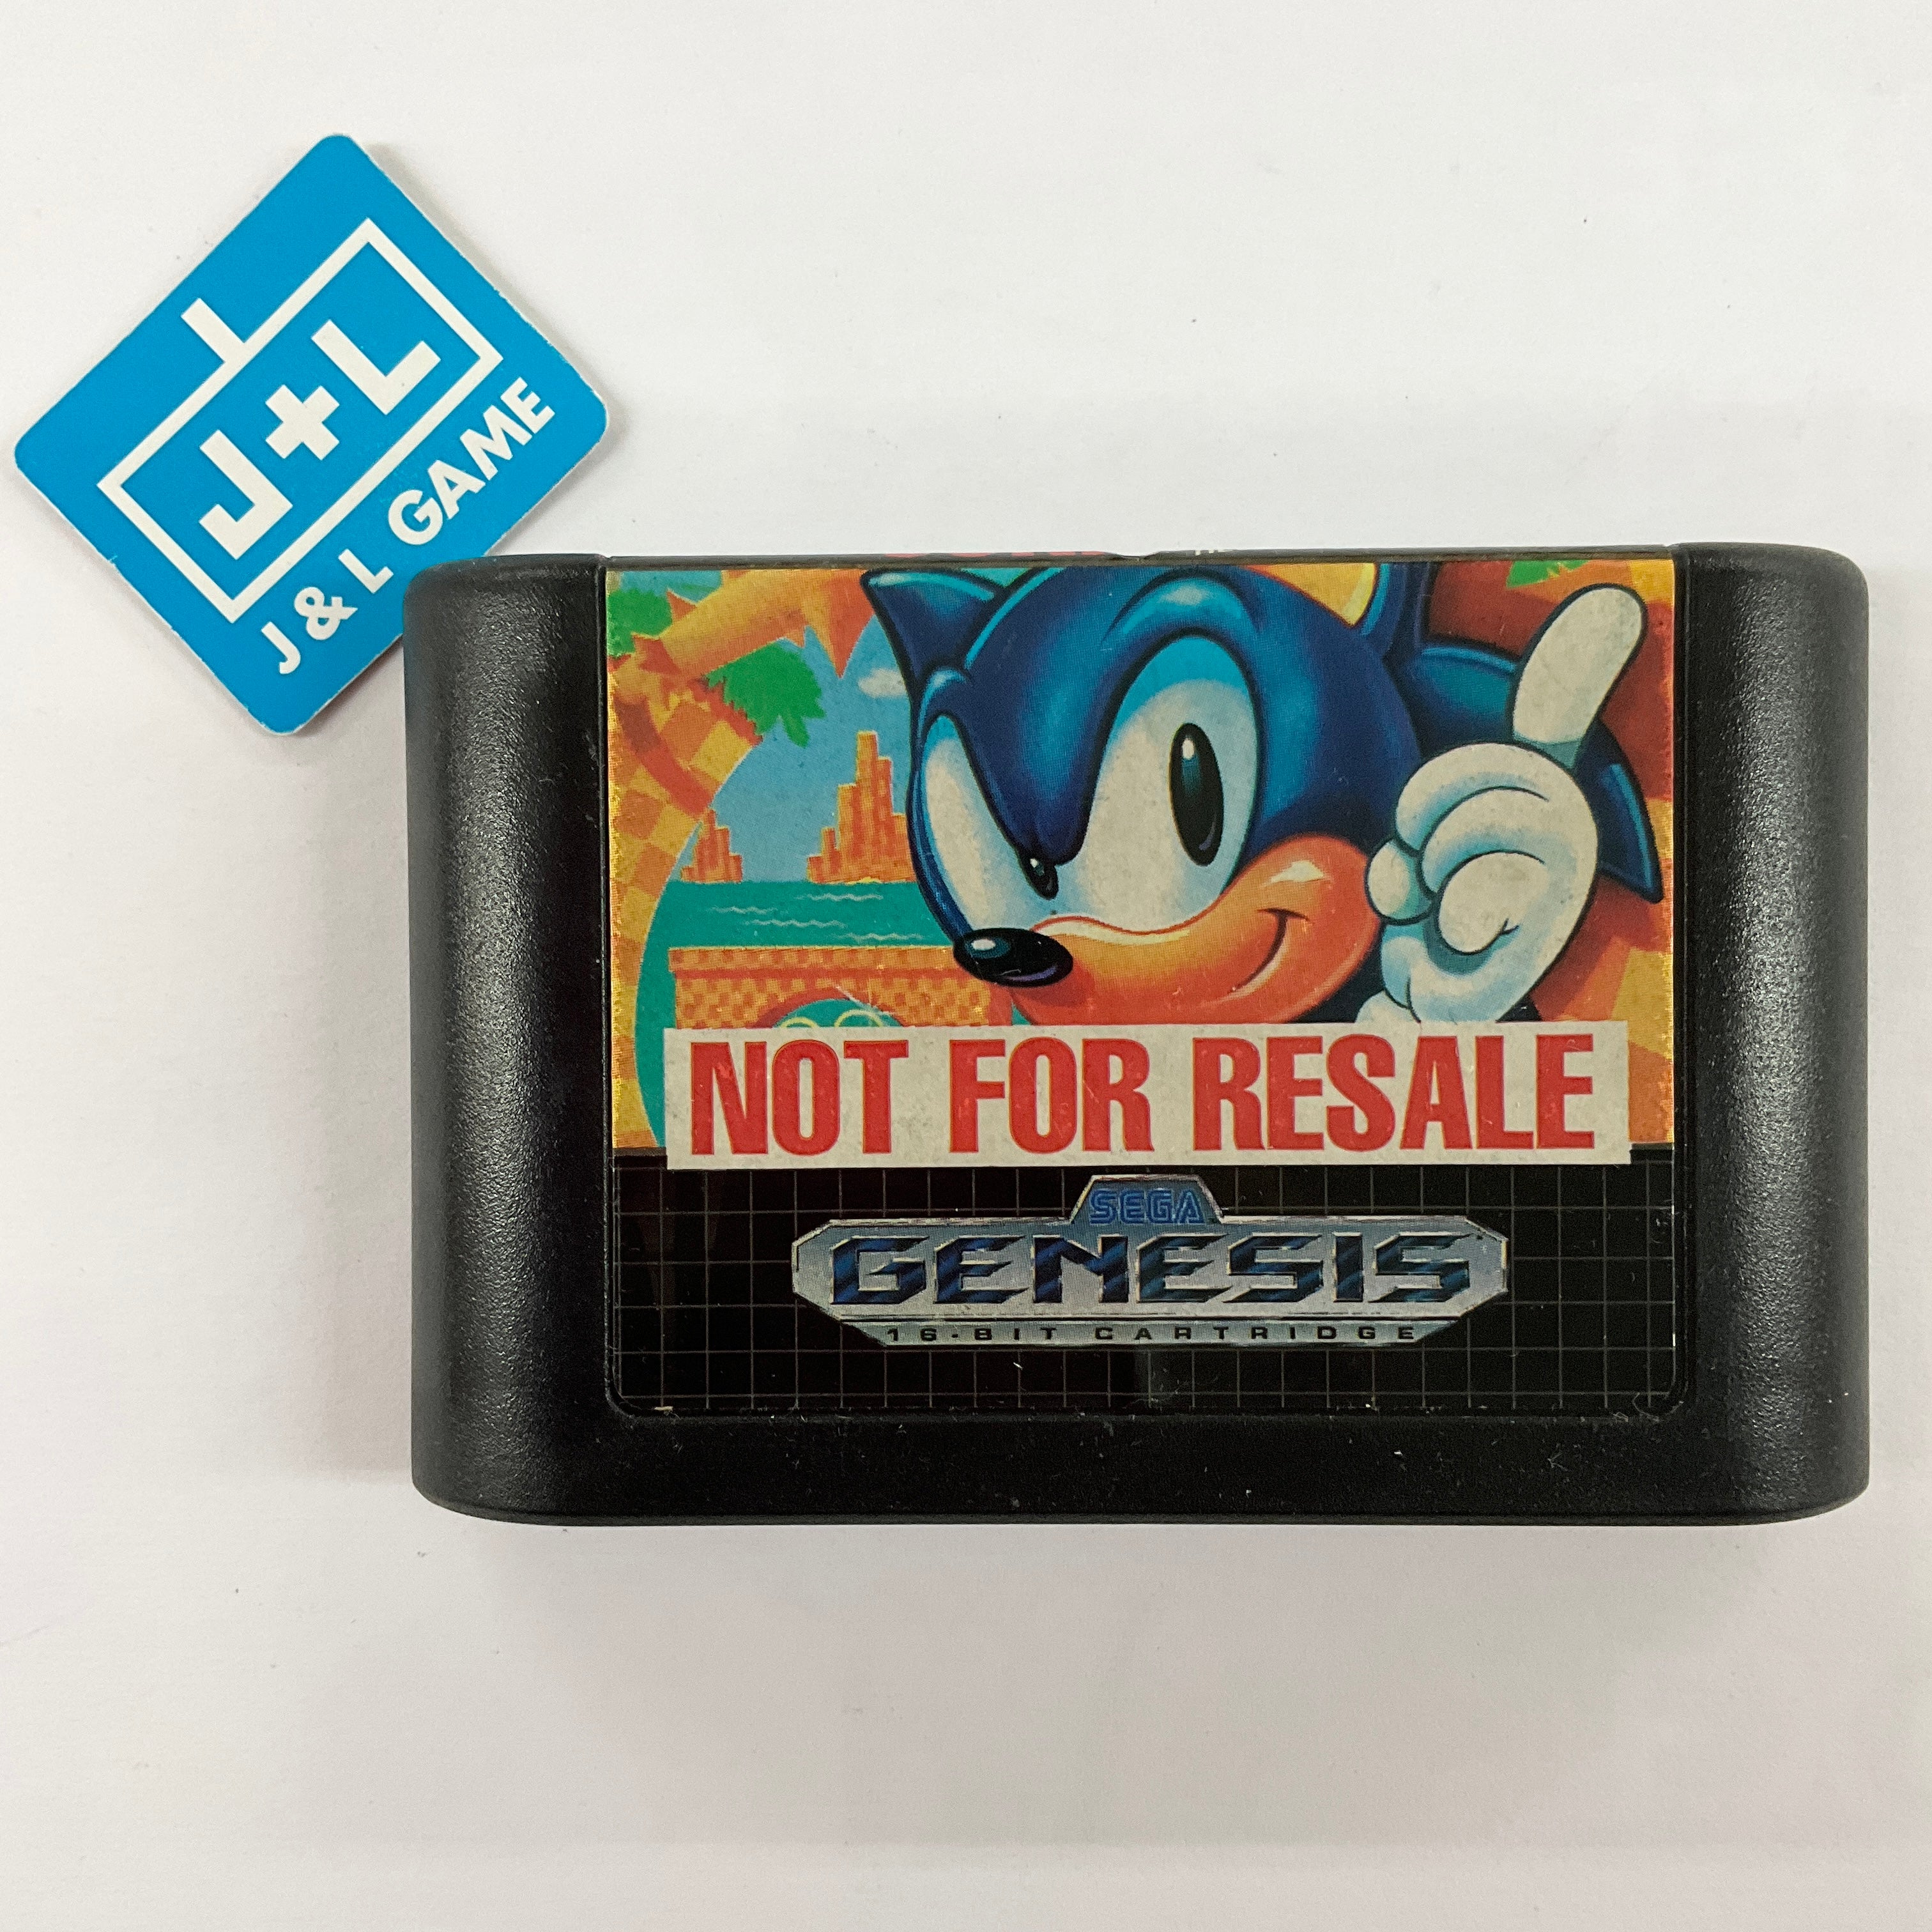 J+L
J & L GAME
NOT FOR RESALE
SEGA
GENESIS
16-BIT CARTRIDGE